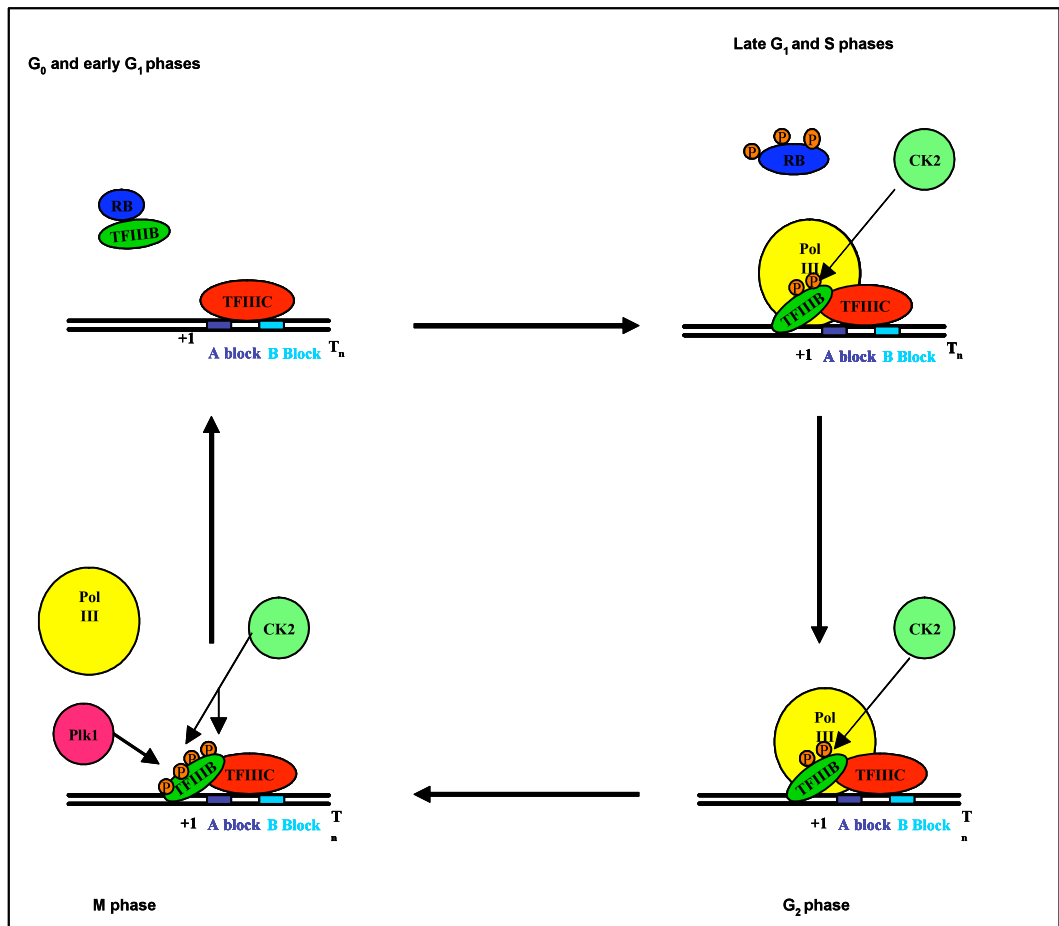 G0 and early G1 phases
RB
TFIIIB
TFIIIC
+1
A block B Block Tn
Late G1 and S phases
P P P
RB
CK2
Pol
III
P P
TFIIIB
TFIIIC
+1 A block B Block Tn
Pol
III
CK2
Plk1
P P P P
TFIIIB
TFIIIC
+1 A block B Block T
n
M phase
CK2
Pol
III
P P
TFIIIB
TFIIIC
+1 A block B Block T
n
G2 phase